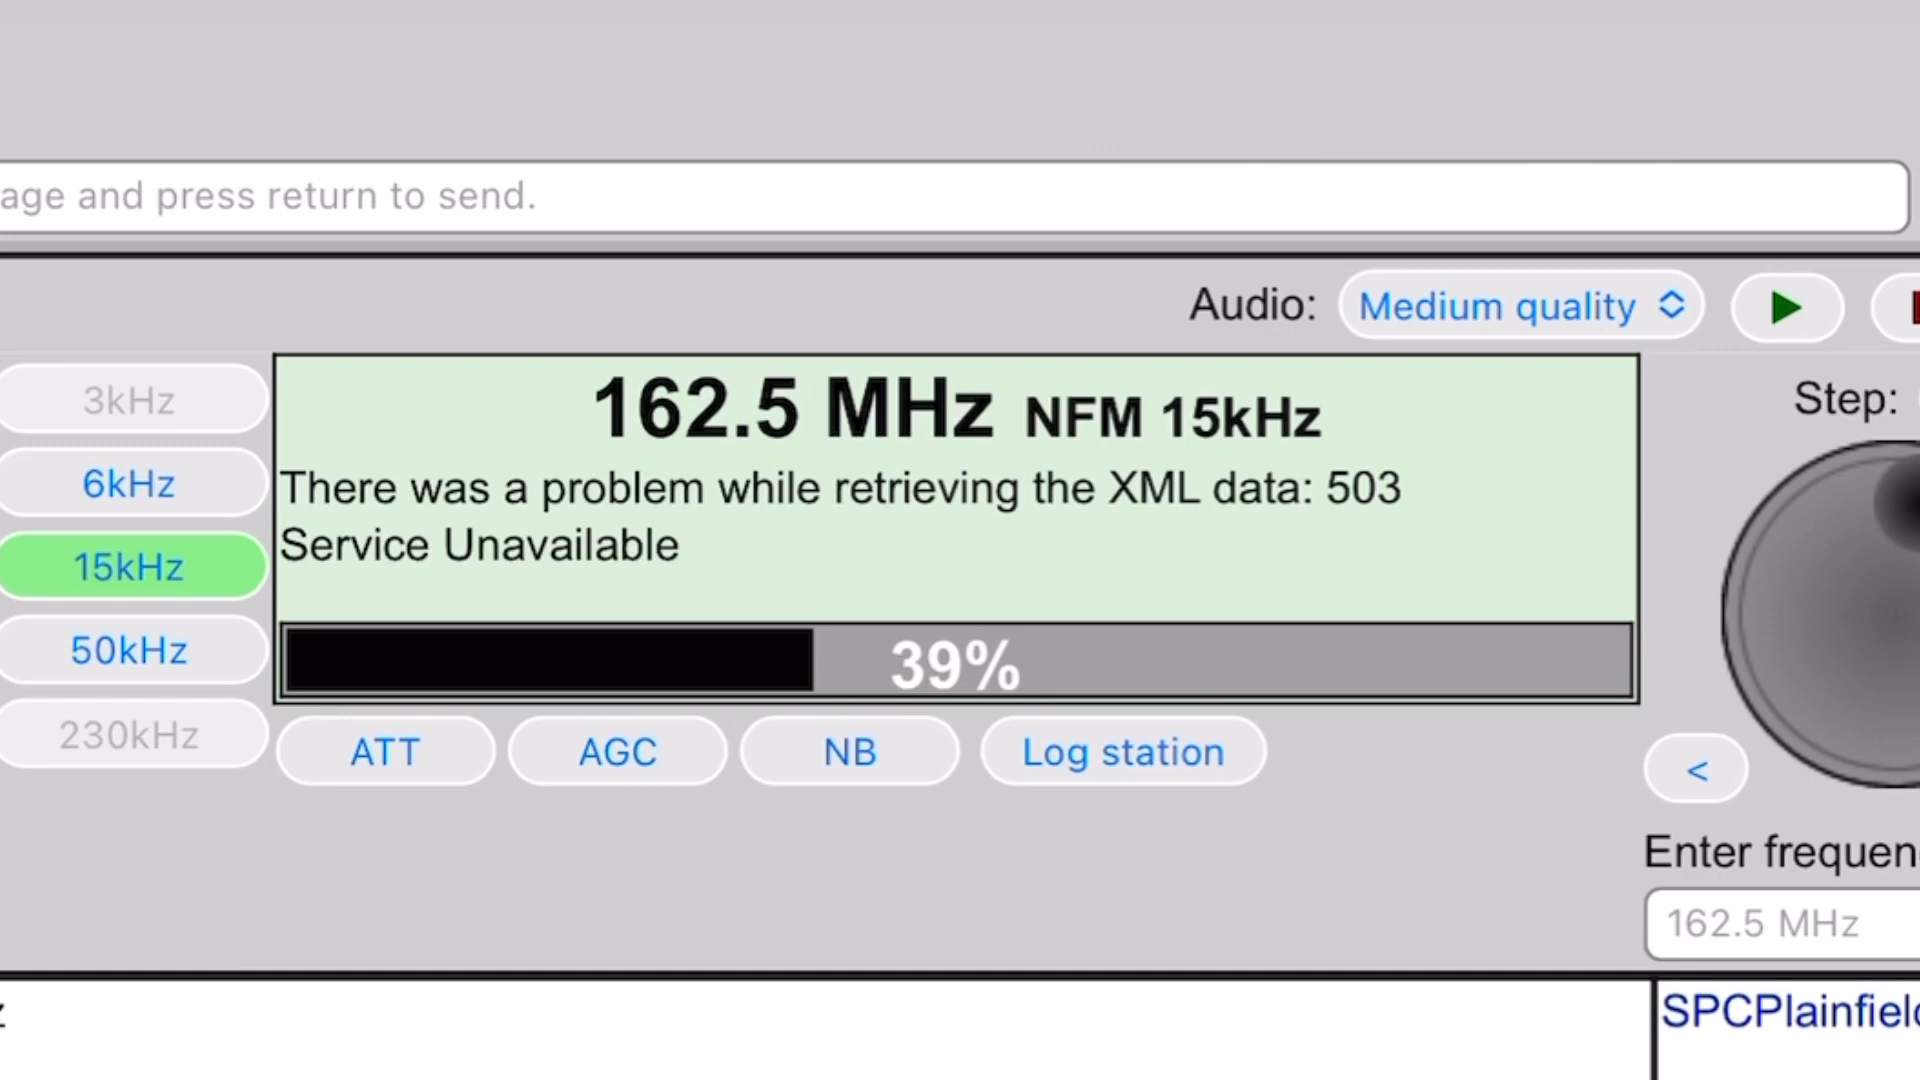 age and press return to send.
Audio: Medium quality
3kHz
162.5 MHz NFM 15kHz
Step:
6kHz
There was a problem while retrieving the XML data: 503
Service Unavailable
15kHz
50kHz
39%
230kHz
ATT AGC NB Log station
<
Enter frequen
162.5 MHz
z
SPCPlainfield